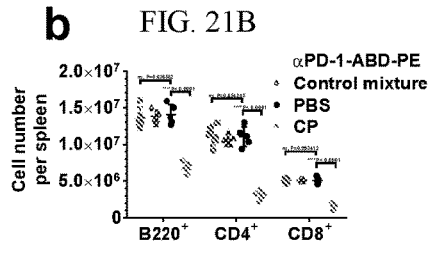 b FIG. 21B
αPD-1-ABD-PE
Control mixture
PBS
CP
Cell number
per spleen
2.0×10⁷
1.5×10⁷
1.0×10⁷
5.0×10⁶
0
B220⁺ CD4⁺ CD8⁺